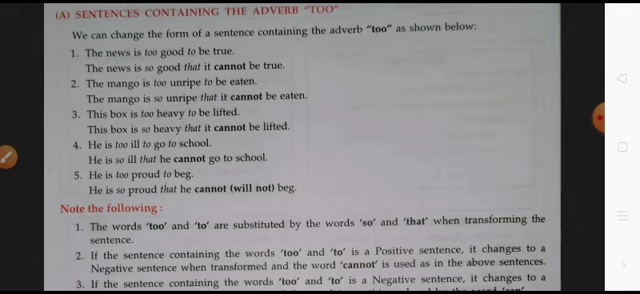 (A) SENTENCES CONTAINING THE ADVERB "TOO"
We can change the form of a sentence containing the adverb "too" as shown below:
1. The news is too good to be true.
The news is so good that it cannot be true.
2. The mango is too unripe to be eaten.
The mango is so unripe that it cannot be eaten.
3. This box is too heavy to be lifted.
This box is so heavy that it cannot be lifted.
4. He is too ill to go to school.
He is so ill that he cannot go to school.
5. He is too proud to beg.
He is so proud that he cannot (will not) beg.
Note the following :
1. The words 'too' and 'to' are substituted by the words 'so' and 'that' when transforming the
sentence.
2. If the sentence containing the words 'too' and 'to' is a Positive sentence, it changes to a
Negative sentence when transformed and the word 'cannot' is used as in the above sentences.
3. If the sentence containing the words 'too' and 'to' is a Negative sentence, it changes to a